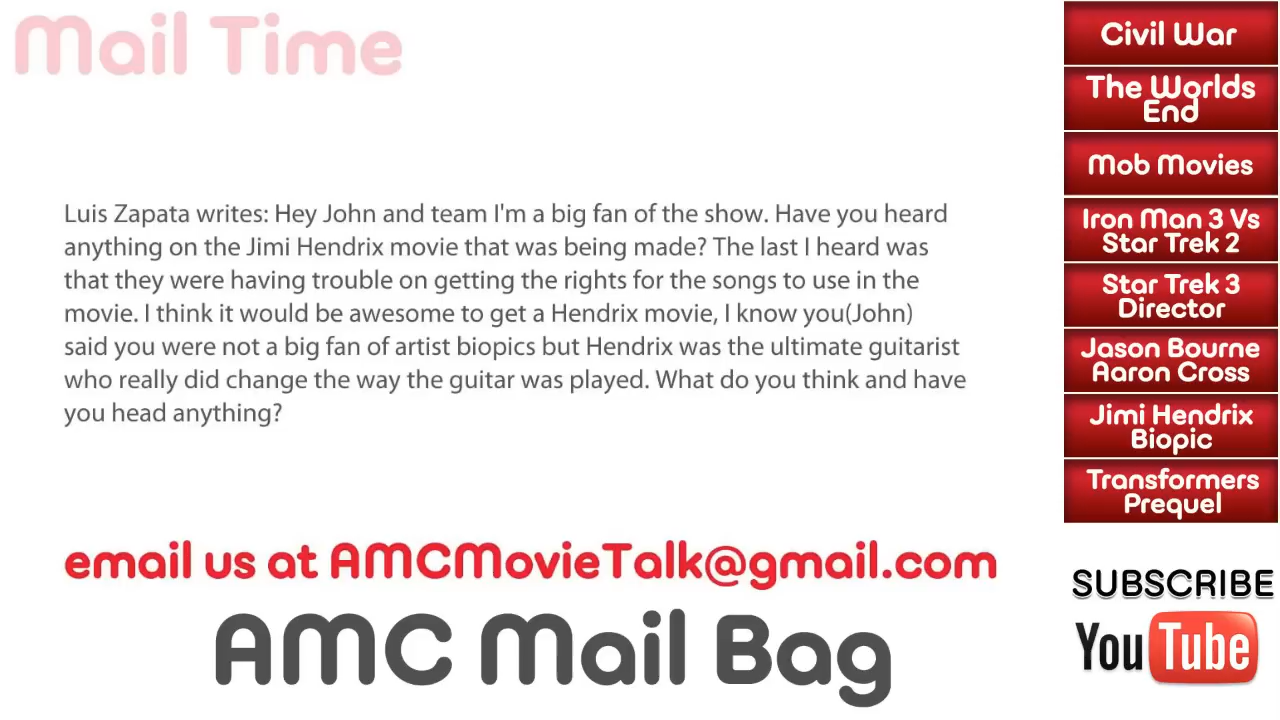 Mail Time
Luis Zapata writes: Hey John and team I'm a big fan of the show. Have you heard
anything on the Jimi Hendrix movie that was being made? The last I heard was
that they were having trouble on getting the rights for the songs to use in the
movie. I think it would be awesome to get a Hendrix movie, I know you(John)
said you were not a big fan of artist biopics but Hendrix was the ultimate guitarist
who really did change the way the guitar was played. What do you think and have
you head anything?
email us at AMCMovieTalk@gmail.com
AMC Mail Bag
Civil War
The Worlds
End
Mob Movies
Iron Man 3 Vs
Star Trek 2
Star Trek 3
Director
Jason Bourne
Aaron Cross
Jimi Hendrix
Biopic
Transformers
Prequel
SUBSCRIBE
YouTube